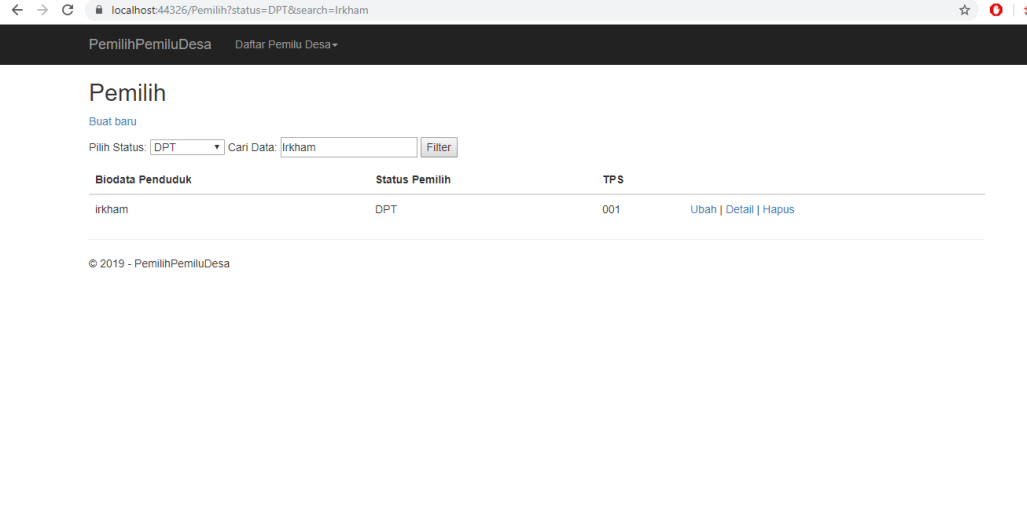 localhost:44326/Pemilih?status=DPT&search=Irkham
PemilihPemiluDesa Daftar Pemilu Desa
Pemilih
Buat baru
Pilih Status: DPT Cari Data: Irkham Filter
Biodata Penduduk Status Pemilih TPS
irkham DPT 001 Ubah | Detail | Hapus
© 2019 - PemilihPemiluDesa